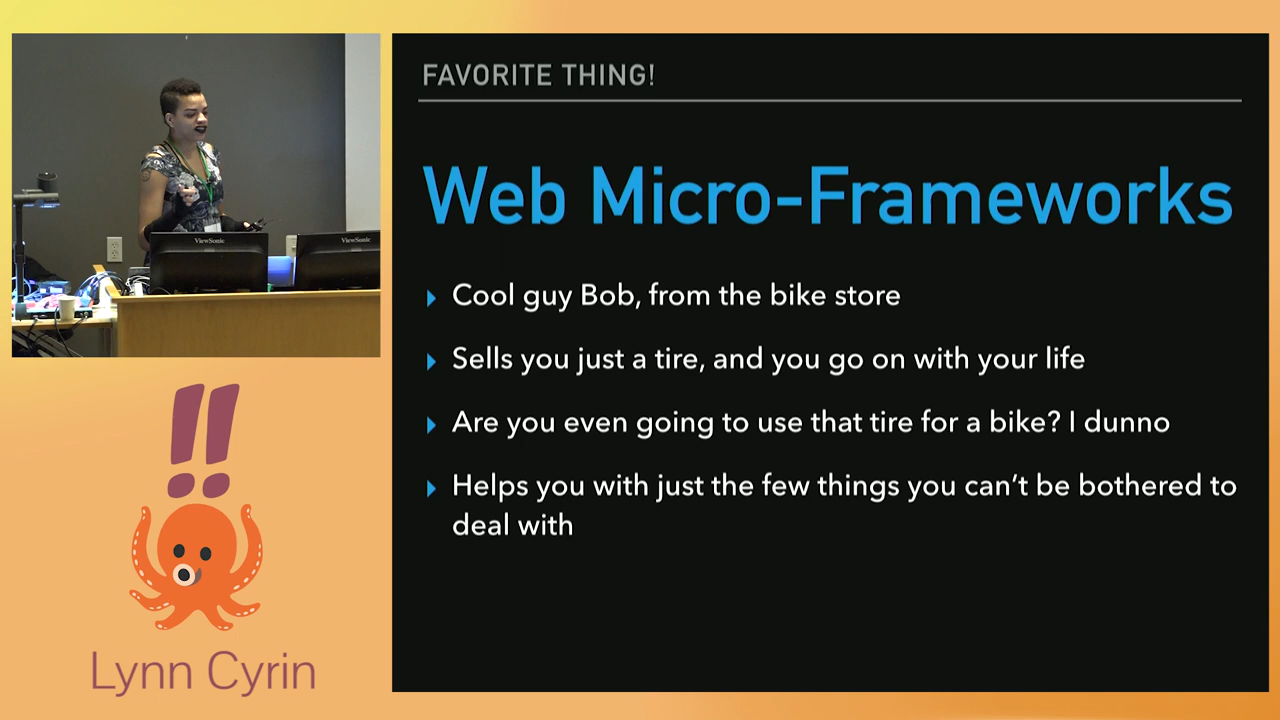 FAVORITE THING!
Web Micro-Frameworks
Cool guy Bob, from the bike store
Sells you just a tire, and you go on with your life
Are you even going to use that tire for a bike? I dunno
Helps you with just the few things you can’t be bothered to
deal with
ViewSonic
ViewSonic
!!
Lynn Cyrin